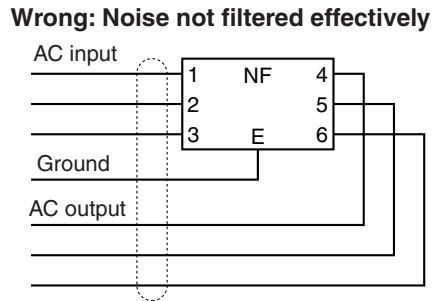 Wrong: Noise not filtered effectively
AC input
1 NF 4
2 5
3 E 6
Ground
AC output